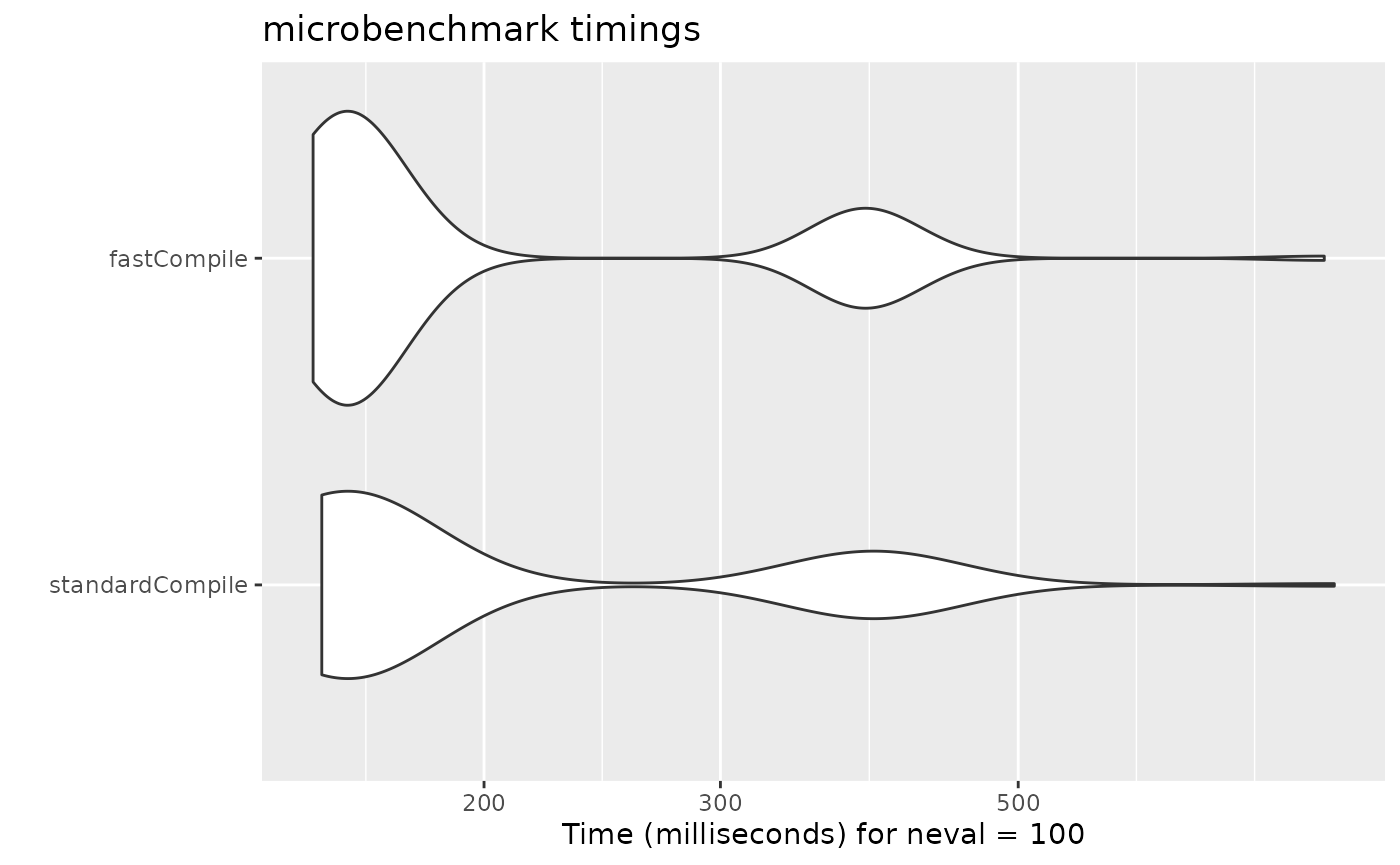 microbenchmark timings
fastCompile
standardCompile
200 300 500
Time (milliseconds) for neval = 100